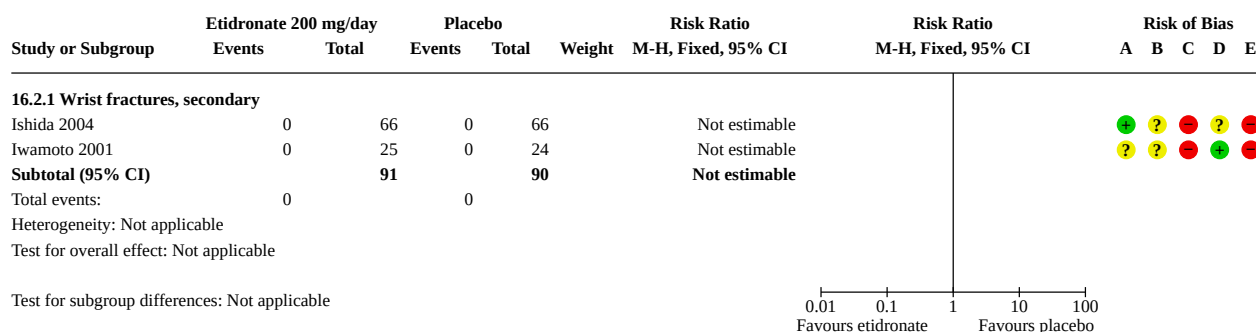 Etidronate 200 mg/day Placebo Risk Ratio Risk Ratio Risk of Bias
Study or Subgroup Events Total Events Total Weight M-H, Fixed, 95% CI M-H, Fixed, 95% CI A B C D E
16.2.1 Wrist fractures, secondary
Ishida 2004 0 66 0 66 Not estimable + ? − ? −
Iwamoto 2001 0 25 0 24 Not estimable ? ? − + −
Subtotal (95% CI) 91 90 Not estimable
Total events: 0 0
Heterogeneity: Not applicable
Test for overall effect: Not applicable
Test for subgroup differences: Not applicable
0.01 0.1 1 10 100
Favours etidronate Favours placebo